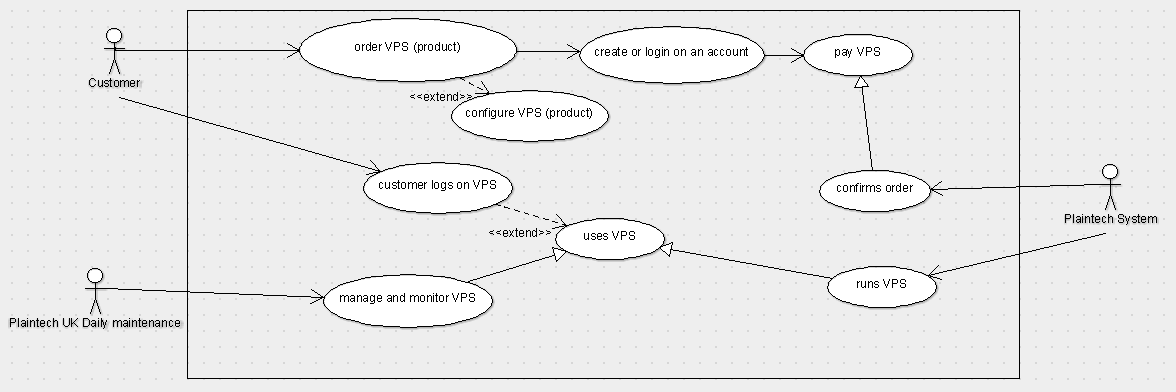 order VPS (product)
create or login on an account
pay VPS
Customer
<<extend>>
configure VPS (product)
customer logs on VPS
confirms order
Plaintech System
<<extend>>
uses VPS
runs VPS
manage and monitor VPS
Plaintech UK Daily maintenance